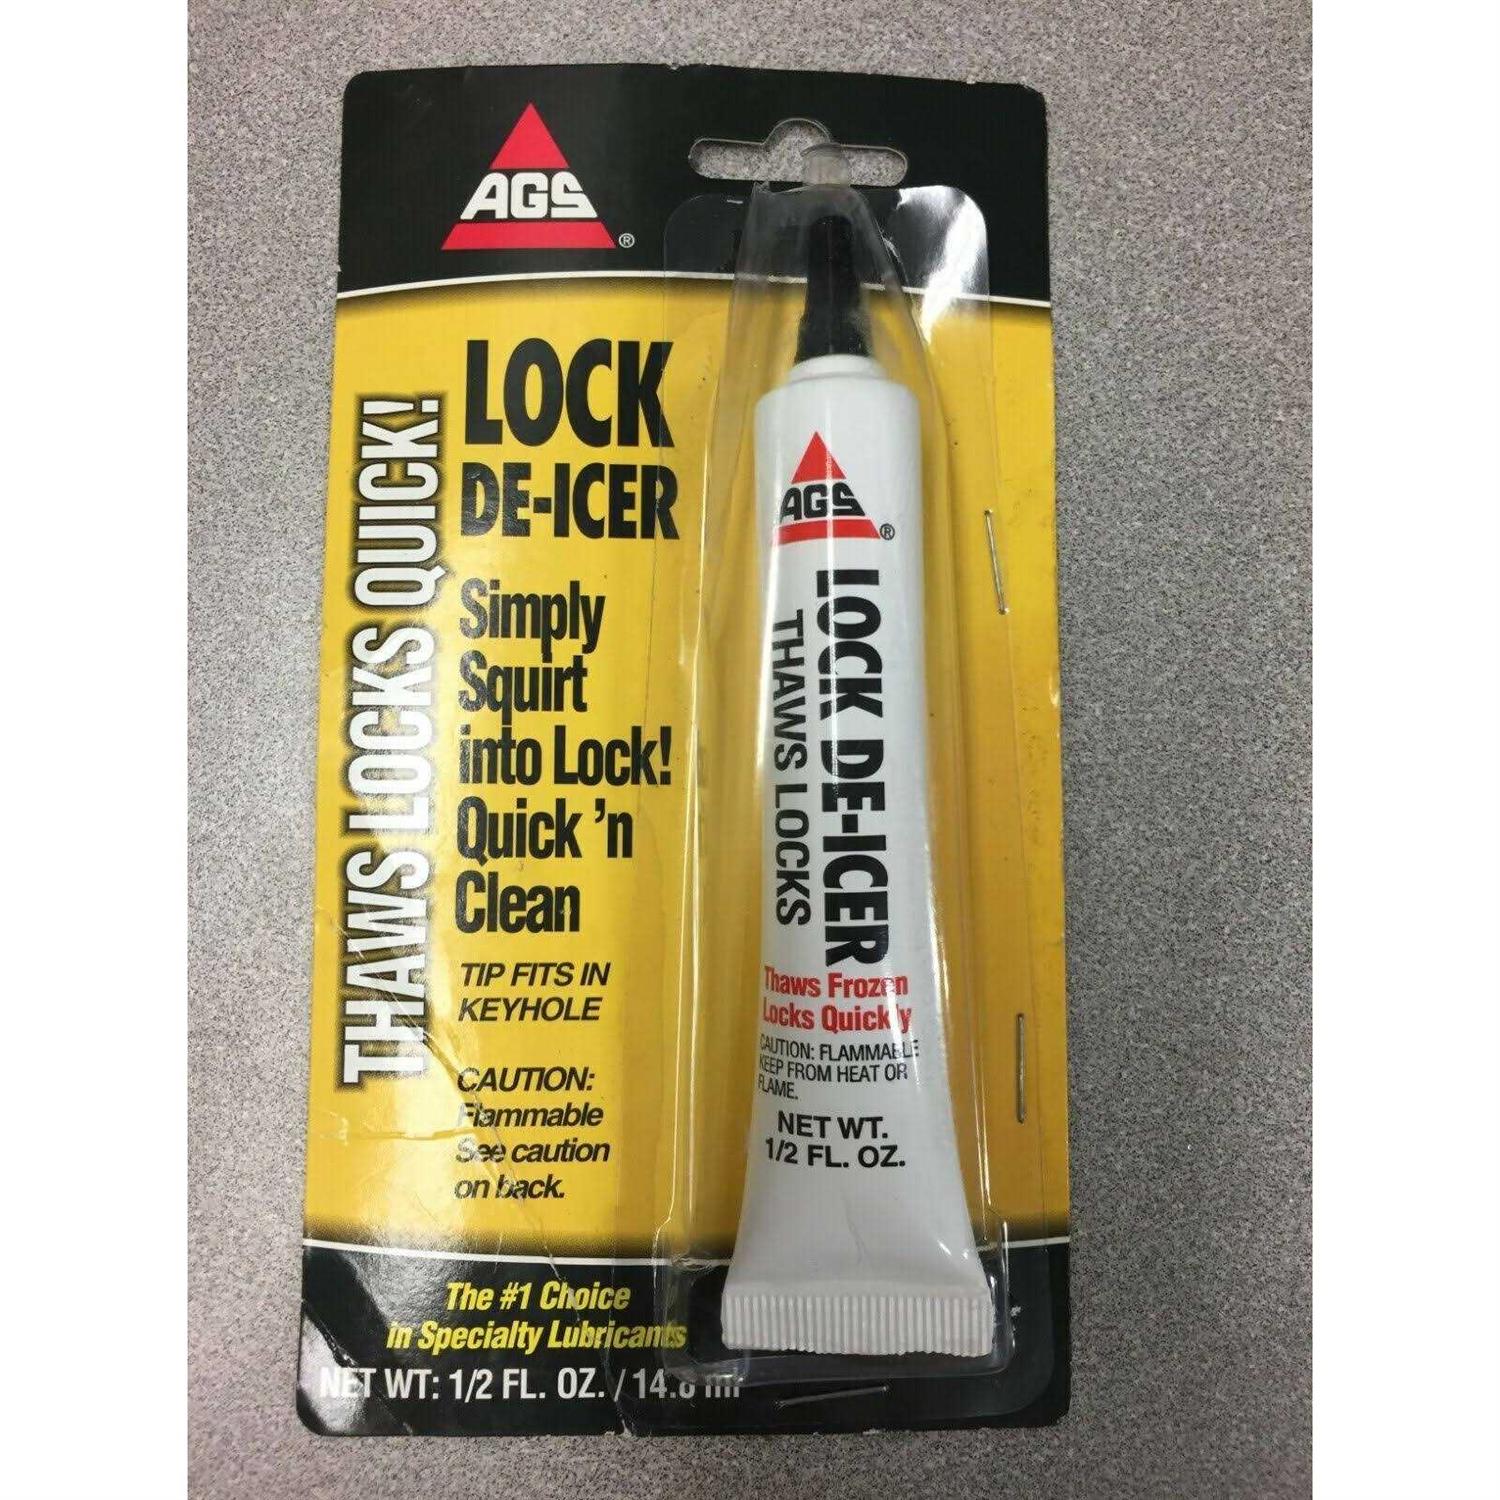 AGS ®
THAWS LOCKS QUICK!
LOCK
DE-ICER
Simply
Squirt
into Lock!
Quick 'n
Clean
TIP FITS IN
KEYHOLE
CAUTION:
Flammable
See caution
on back.
The #1 Choice
in Specialty Lubricants
NET WT: 1/2 FL. OZ. / 14.8 ml
AGS ®
LOCK DE-ICER
THAWS LOCKS
Thaws Frozen
Locks Quickly
CAUTION: FLAMMABLE
KEEP FROM HEAT OR
FLAME.
NET WT.
1/2 FL. OZ.